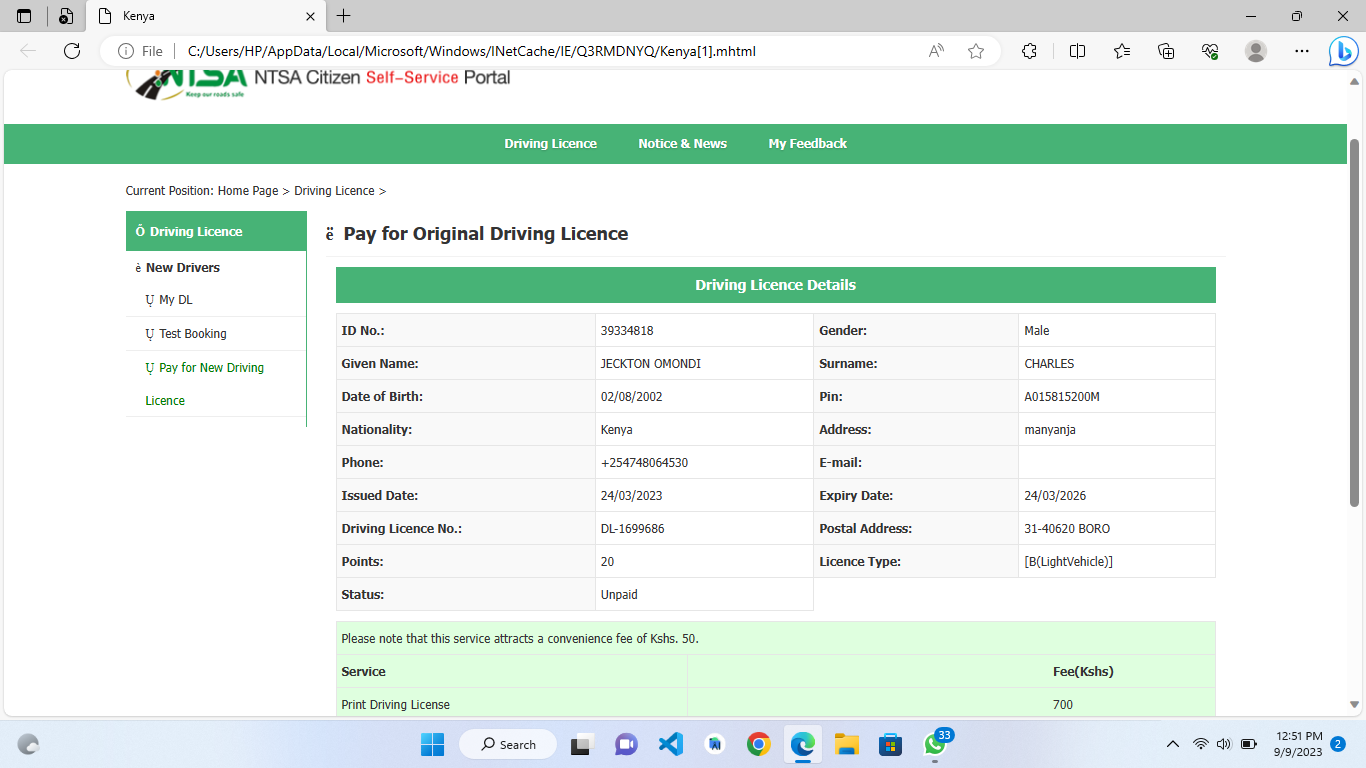 Kenya
File
C:/Users/HP/AppData/Local/Microsoft/Windows/INetCache/IE/Q3RMDNYQ/Kenya[1].mhtml
NTSA NTSA Citizen Self-Service Portal
Keep our roads safe
Driving Licence Notice & News My Feedback
Current Position: Home Page > Driving Licence >
Ô Driving Licence
è New Drivers
Ų My DL
Ų Test Booking
Ų Pay for New Driving
Licence
ë Pay for Original Driving Licence
Driving Licence Details
ID No.: 39334818 Gender: Male
Given Name: JECKTON OMONDI Surname: CHARLES
Date of Birth: 02/08/2002 Pin: A015815200M
Nationality: Kenya Address: manyanja
Phone: +254748064530 E-mail:
Issued Date: 24/03/2023 Expiry Date: 24/03/2026
Driving Licence No.: DL-1699686 Postal Address: 31-40620 BORO
Points: 20 Licence Type: [B(LightVehicle)]
Status: Unpaid
Please note that this service attracts a convenience fee of Kshs. 50.
Service Fee(Kshs)
Print Driving License 700
Search
33
12:51 PM
9/9/2023
2